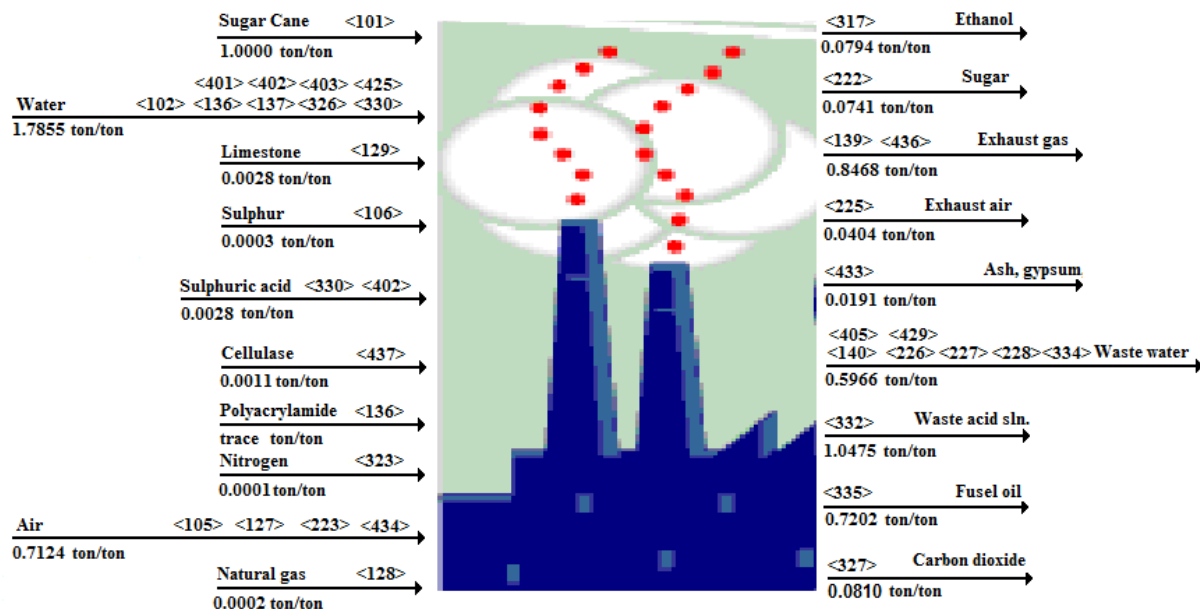 Sugar Cane <101>
1.0000 ton/ton
<401> <402> <403> <425>
Water <102> <136> <137> <326> <330>
1.7855 ton/ton
Limestone <129>
0.0028 ton/ton
Sulphur <106>
0.0003 ton/ton
Sulphuric acid <330> <402>
0.0028 ton/ton
Cellulase <437>
0.0011 ton/ton
Polyacrylamide <136>
trace ton/ton
Nitrogen <323>
0.0001 ton/ton
Air <105> <127> <223> <434>
0.7124 ton/ton
Natural gas <128>
0.0002 ton/ton
<317> Ethanol
0.0794 ton/ton
<222> Sugar
0.0741 ton/ton
<139> <436> Exhaust gas
0.8468 ton/ton
<225> Exhaust air
0.0404 ton/ton
<433> Ash, gypsum
0.0191 ton/ton
<405> <429>
<140> <226> <227> <228> <334> Waste water
0.5966 ton/ton
<332> Waste acid sln.
1.0475 ton/ton
<335> Fusel oil
0.7202 ton/ton
<327> Carbon dioxide
0.0810 ton/ton